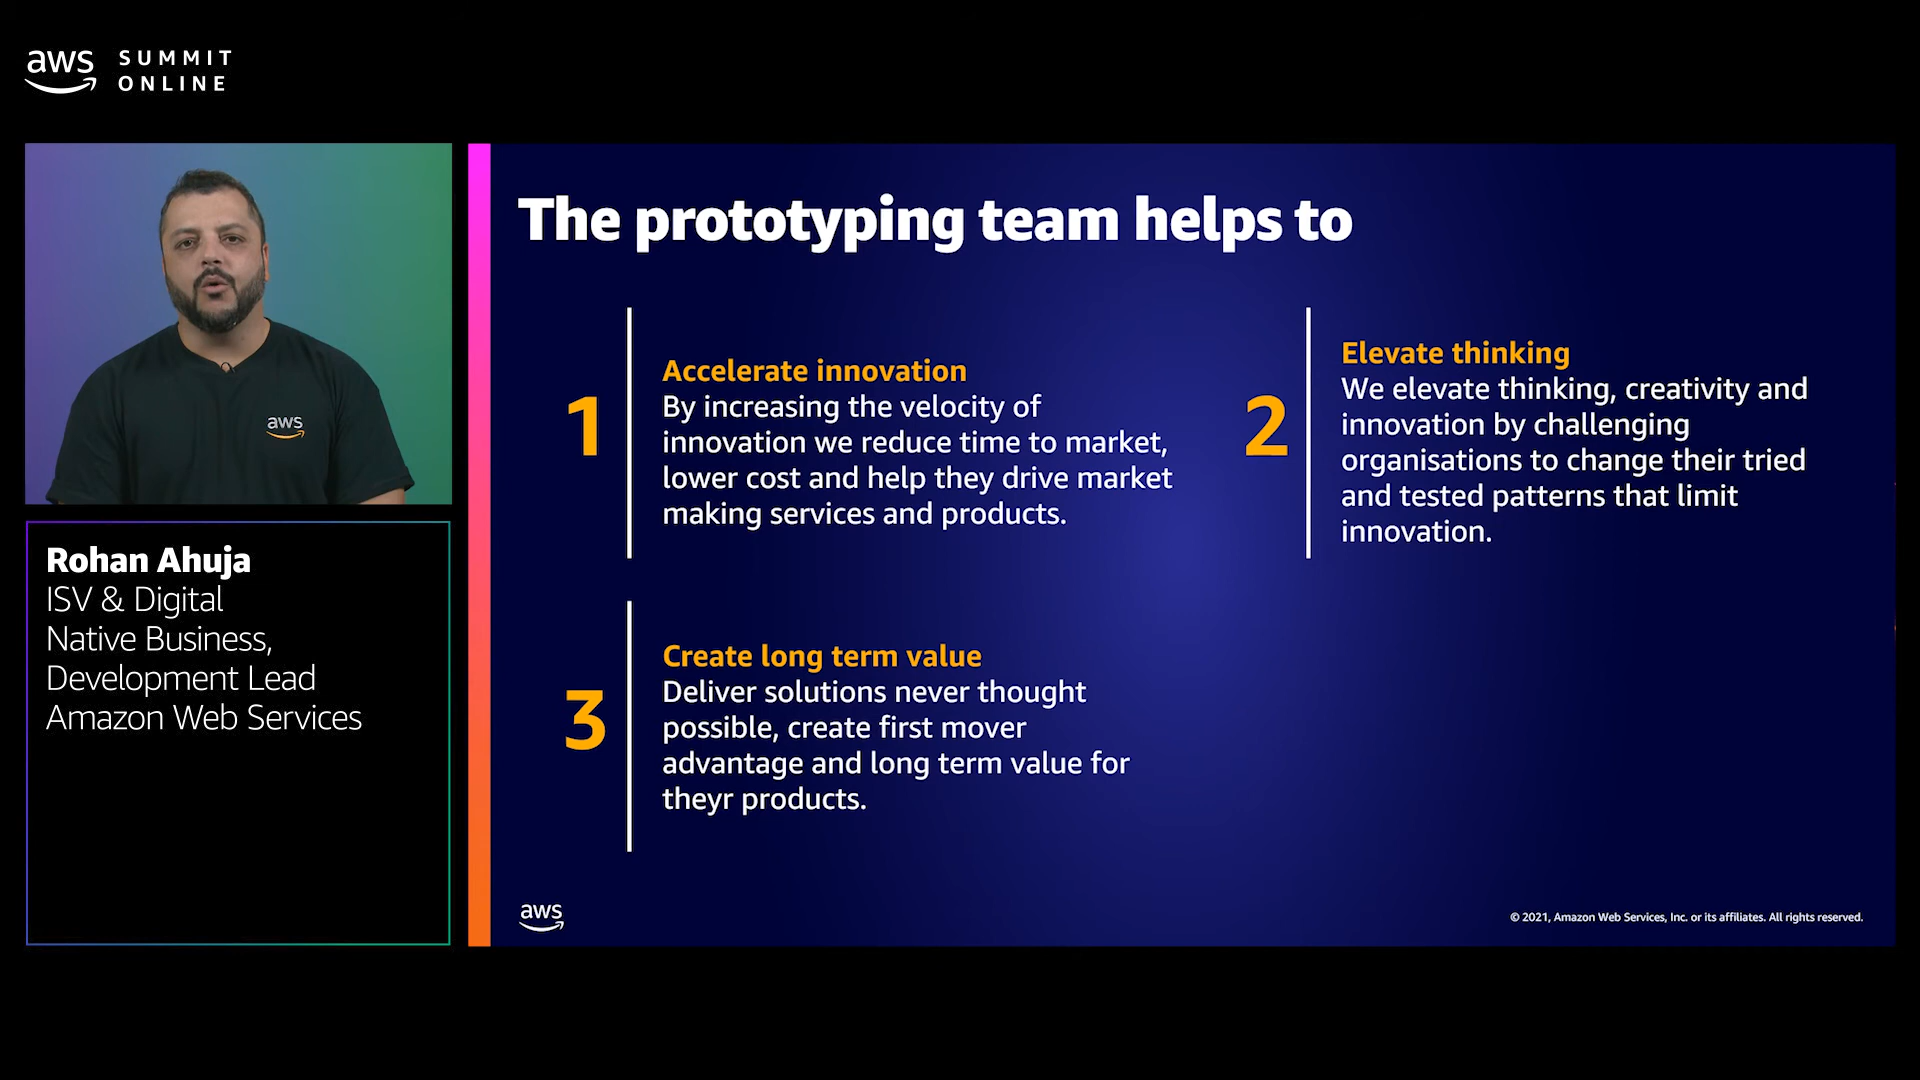 aws SUMMIT
ONLINE
aws
Rohan Ahuja
ISV & Digital
Native Business,
Development Lead
Amazon Web Services
The prototyping team helps to
1
Accelerate innovation
By increasing the velocity of
innovation we reduce time to market,
lower cost and help they drive market
making services and products.
2
Elevate thinking
We elevate thinking, creativity and
innovation by challenging
organisations to change their tried
and tested patterns that limit
innovation.
3
Create long term value
Deliver solutions never thought
possible, create first mover
advantage and long term value for
theyr products.
aws
© 2021, Amazon Web Services, Inc. or its affiliates. All rights reserved.